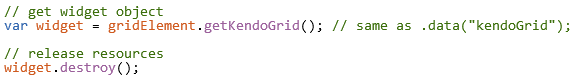 // get widget object
var widget = gridElement.getKendoGrid(); // same as .data("kendoGrid");
// release resources
widget.destroy();